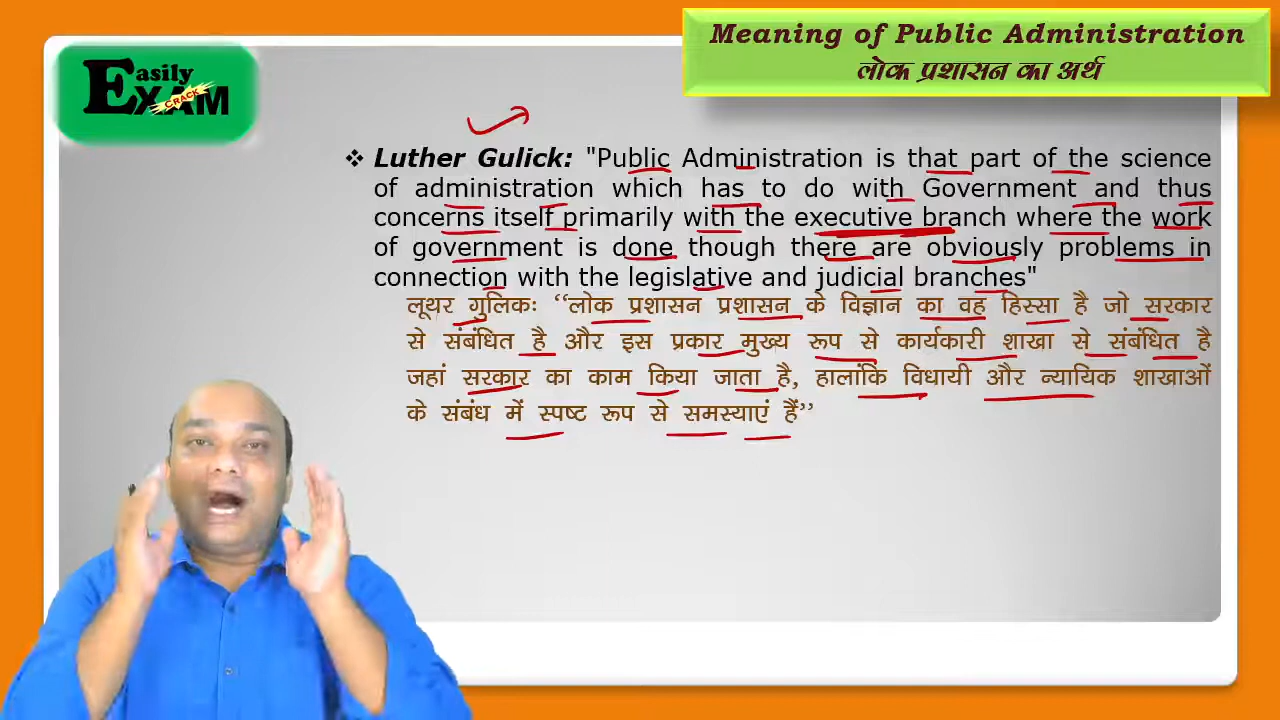 Meaning of Public Administration
लोक प्रशासन का अर्थ
Easily
EXAM
CRACK
❖ Luther Gulick: "Public Administration is that part of the science
of administration which has to do with Government and thus
concerns itself primarily with the executive branch where the work
of government is done though there are obviously problems in
connection with the legislative and judicial branches"
लूथर गुलिकः ‘‘लोक प्रशासन प्रशासन के विज्ञान का वह हिस्सा है जो सरकार
से संबंधित है और इस प्रकार मुख्य रूप से कार्यकारी शाखा से संबंधित है
जहां सरकार का काम किया जाता है, हालांकि विधायी और न्यायिक शाखाओं
के संबंध में स्पष्ट रूप से समस्याएं हैं’’